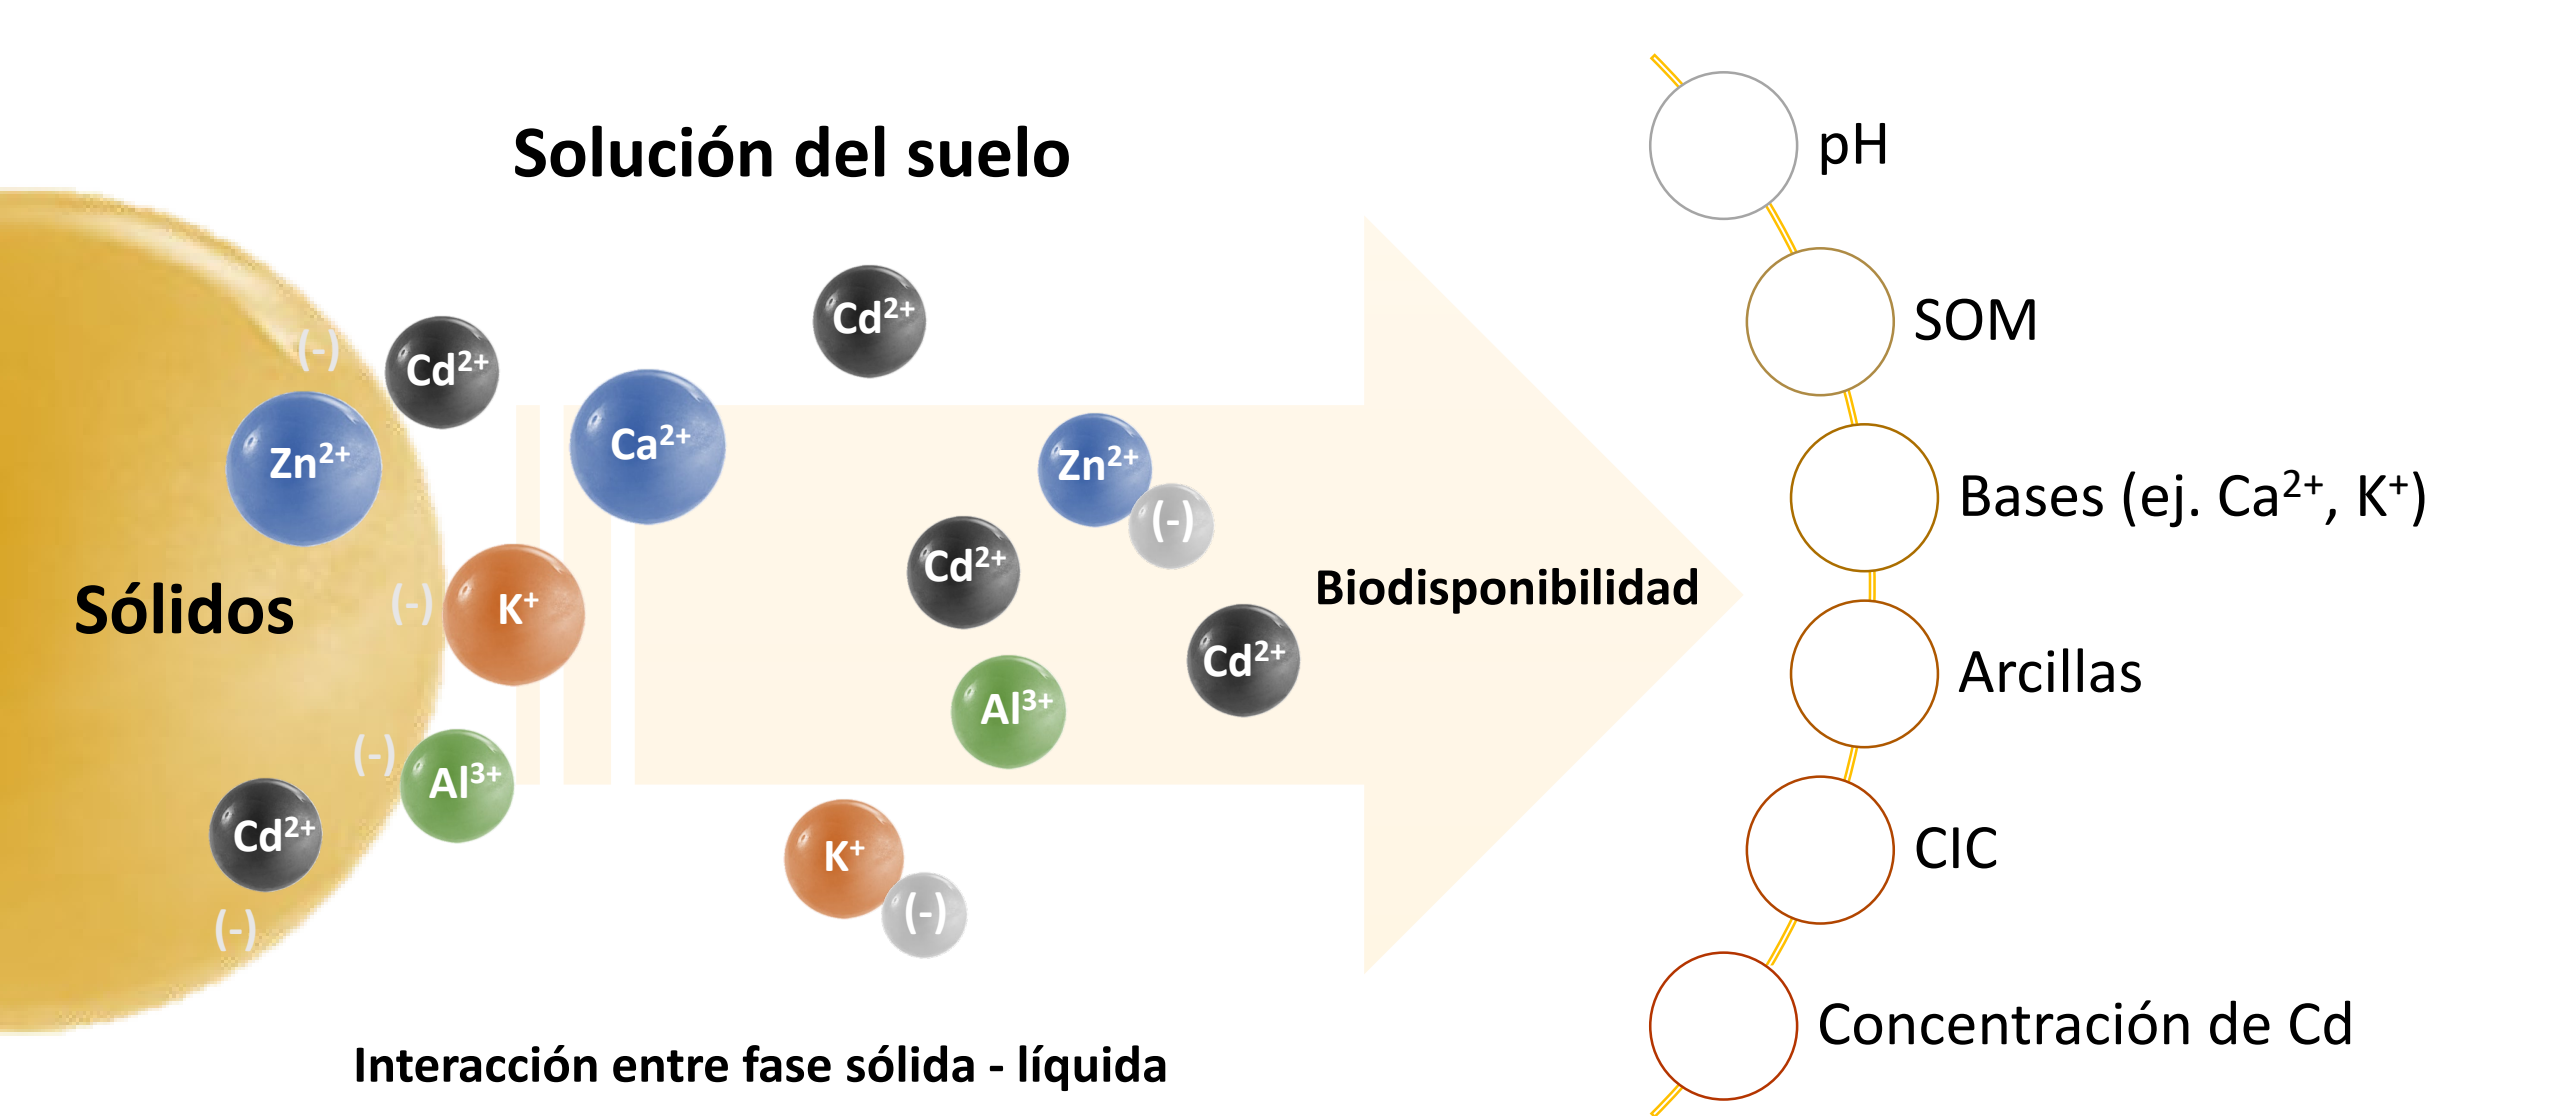 Solución del suelo
Cd²⁺
(-)
Cd²⁺
Zn²⁺
Ca²⁺
Zn²⁺
(-)
Cd²⁺
Sólidos
(-)
K⁺
Biodisponibilidad
Cd²⁺
Al³⁺
(-)
Al³⁺
Cd²⁺
K⁺
(-)
(-)
Interacción entre fase sólida - líquida
pH
SOM
Bases (ej. Ca²⁺, K⁺)
Arcillas
CIC
Concentración de Cd